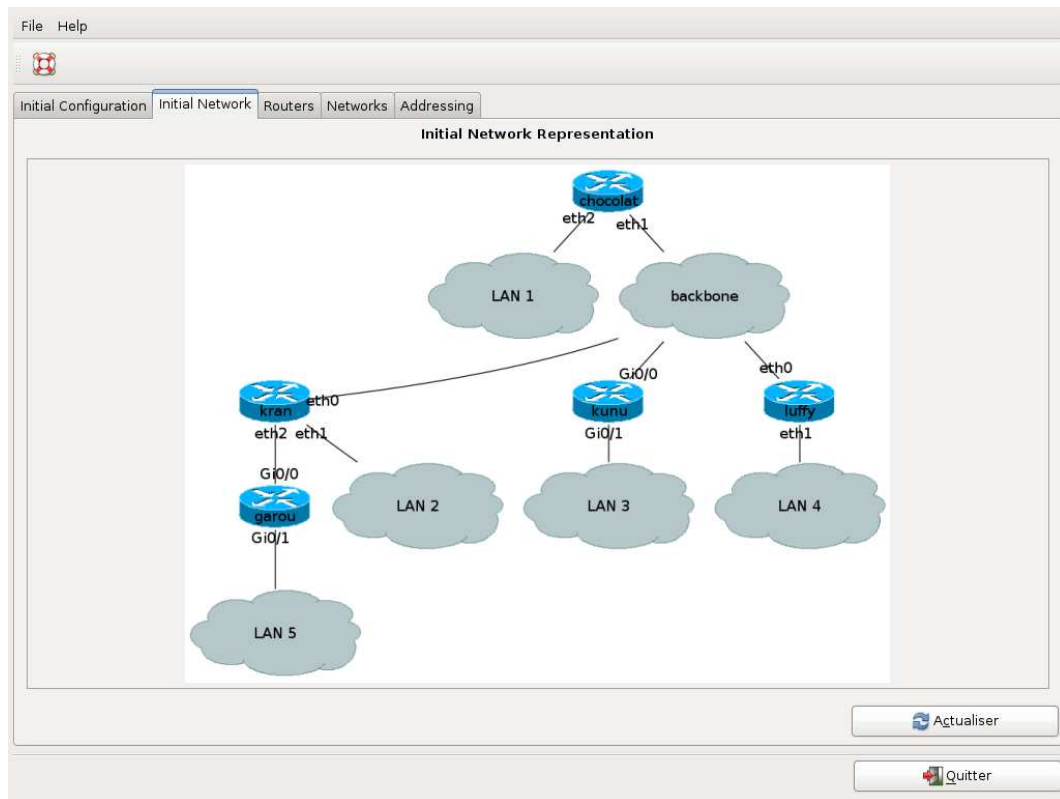 File Help
Initial Configuration Initial Network Routers Networks Addressing
Initial Network Representation
chocolat
eth2 eth1
LAN 1 backbone
Gi0/0 eth0
kran eth0 kunu luffy
eth2 eth1 Gi0/1 eth1
Gi0/0
garou LAN 2 LAN 3 LAN 4
Gi0/1
LAN 5
Actualiser
Quitter